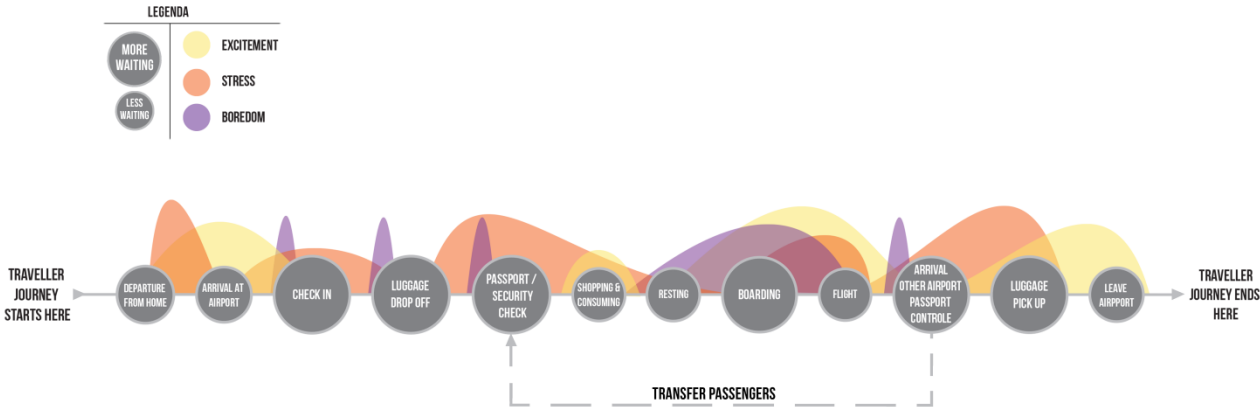 LEGENDA
MORE
WAITING
LESS
WAITING
EXCITEMENT
STRESS
BOREDOM
TRAVELLER
JOURNEY
STARTS HERE
DEPARTURE
FROM HOME
ARRIVAL AT
AIRPORT
CHECK IN
LUGGAGE
DROP OFF
PASSPORT /
SECURITY
CHECK
SHOPPING &
CONSUMING
RESTING
BOARDING
FLIGHT
ARRIVAL
OTHER AIRPORT
PASSPORT
CONTROLE
LUGGAGE
PICK UP
LEAVE
AIRPPORT
TRAVELLER
JOURNEY ENDS
HERE
TRANSFER PASSENGERS